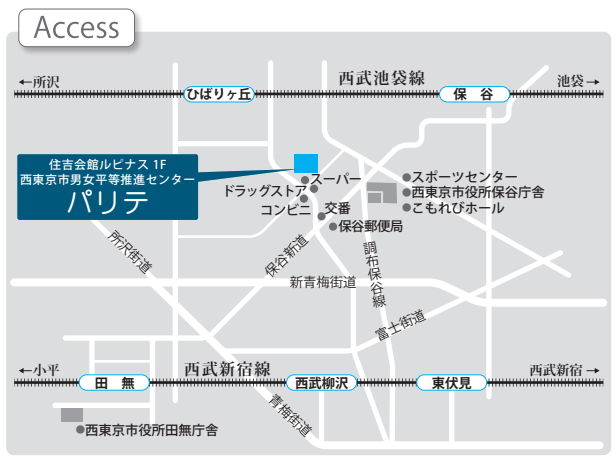 Access
←所沢
西武池袋線
池袋→
ひばりヶ丘
保 谷
住吉会館ルピナス 1F
西東京市男女平等推進センター
パリテ
●スーパー
ドラッグストア●
コンビニ●
●交番
●保谷郵便局
●スポーツセンター
●西東京市役所保谷庁舎
●こもれびホール
所沢街道
保谷新道
調布保谷線
新青梅街道
富士街道
←小平
西武新宿線
西武新宿→
田 無
西武柳沢
東伏見
青梅街道
●西東京市役所田無庁舎